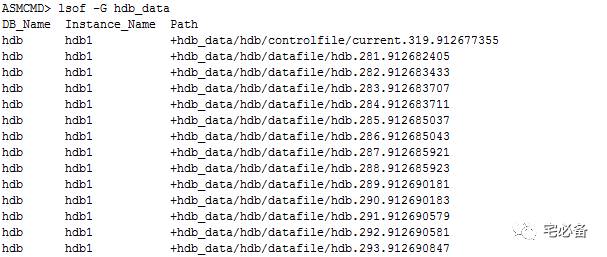 ASMCMD> lsof -G hdb_data
DB_Name Instance_Name Path
hdb hdb1 +hdb_data/hdb/controlfile/current.319.912677355
hdb hdb1 +hdb_data/hdb/datafile/hdb.281.912682405
hdb hdb1 +hdb_data/hdb/datafile/hdb.282.912683433
hdb hdb1 +hdb_data/hdb/datafile/hdb.283.912683707
hdb hdb1 +hdb_data/hdb/datafile/hdb.284.912683711
hdb hdb1 +hdb_data/hdb/datafile/hdb.285.912685037
hdb hdb1 +hdb_data/hdb/datafile/hdb.286.912685043
hdb hdb1 +hdb_data/hdb/datafile/hdb.287.912685921
hdb hdb1 +hdb_data/hdb/datafile/hdb.288.912685923
hdb hdb1 +hdb_data/hdb/datafile/hdb.289.912690181
hdb hdb1 +hdb_data/hdb/datafile/hdb.290.912690183
hdb hdb1 +hdb_data/hdb/datafile/hdb.291.912690579
hdb hdb1 +hdb_data/hdb/datafile/hdb.292.912690581
hdb hdb1 +hdb_data/hdb/datafile/hdb.293.912690847
宅必备